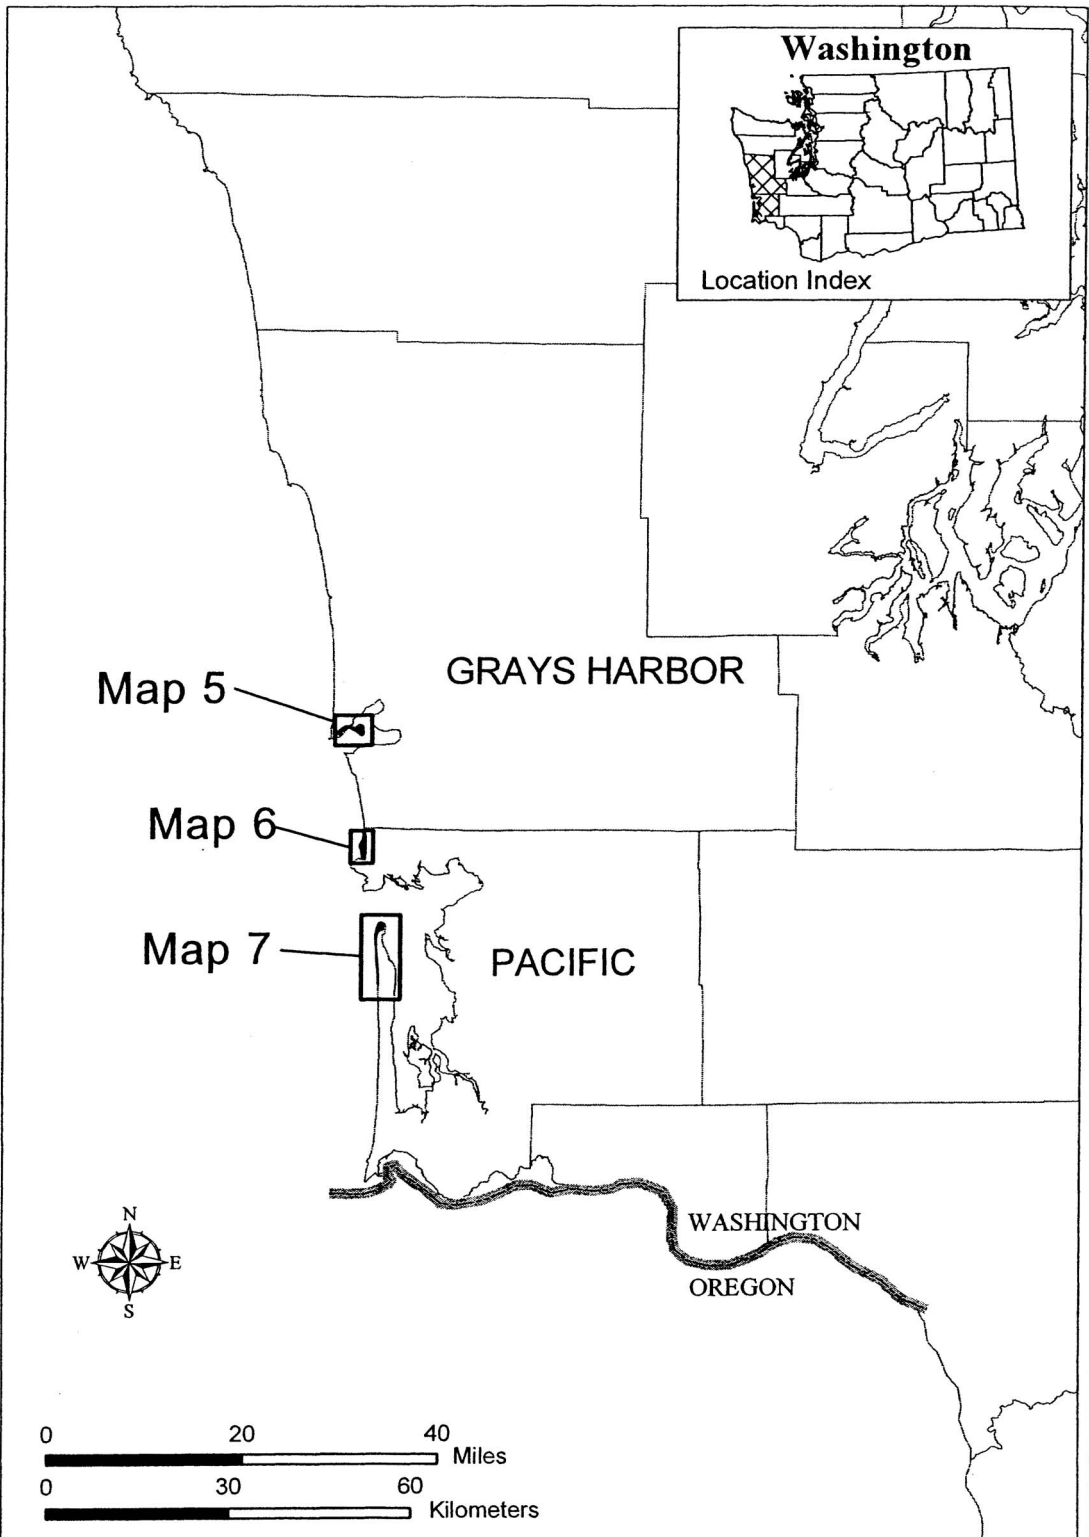 Washington
Location Index
GRAYS HARBOR
Map 5
Map 6
Map 7
PACIFIC
WASHINGTON
OREGON
N
W E
S
0 20 40
Miles
0 30 60
Kilometers